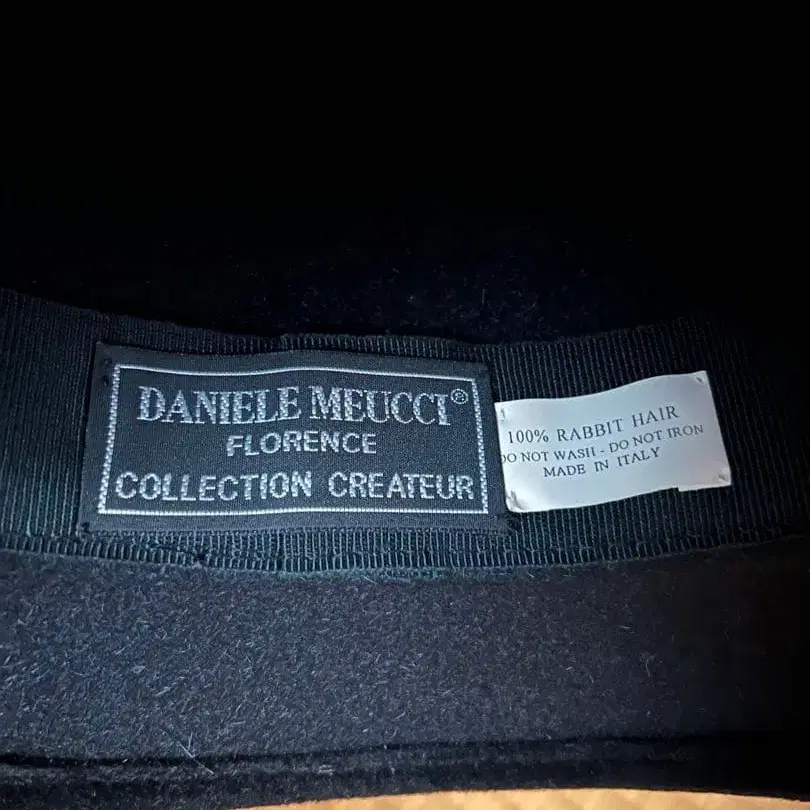 DANIELE MEUCCI®
FLORENCE
COLLECTION CREATEUR
100% RABBIT HAIR
DO NOT WASH - DO NOT IRON
MADE IN ITALY